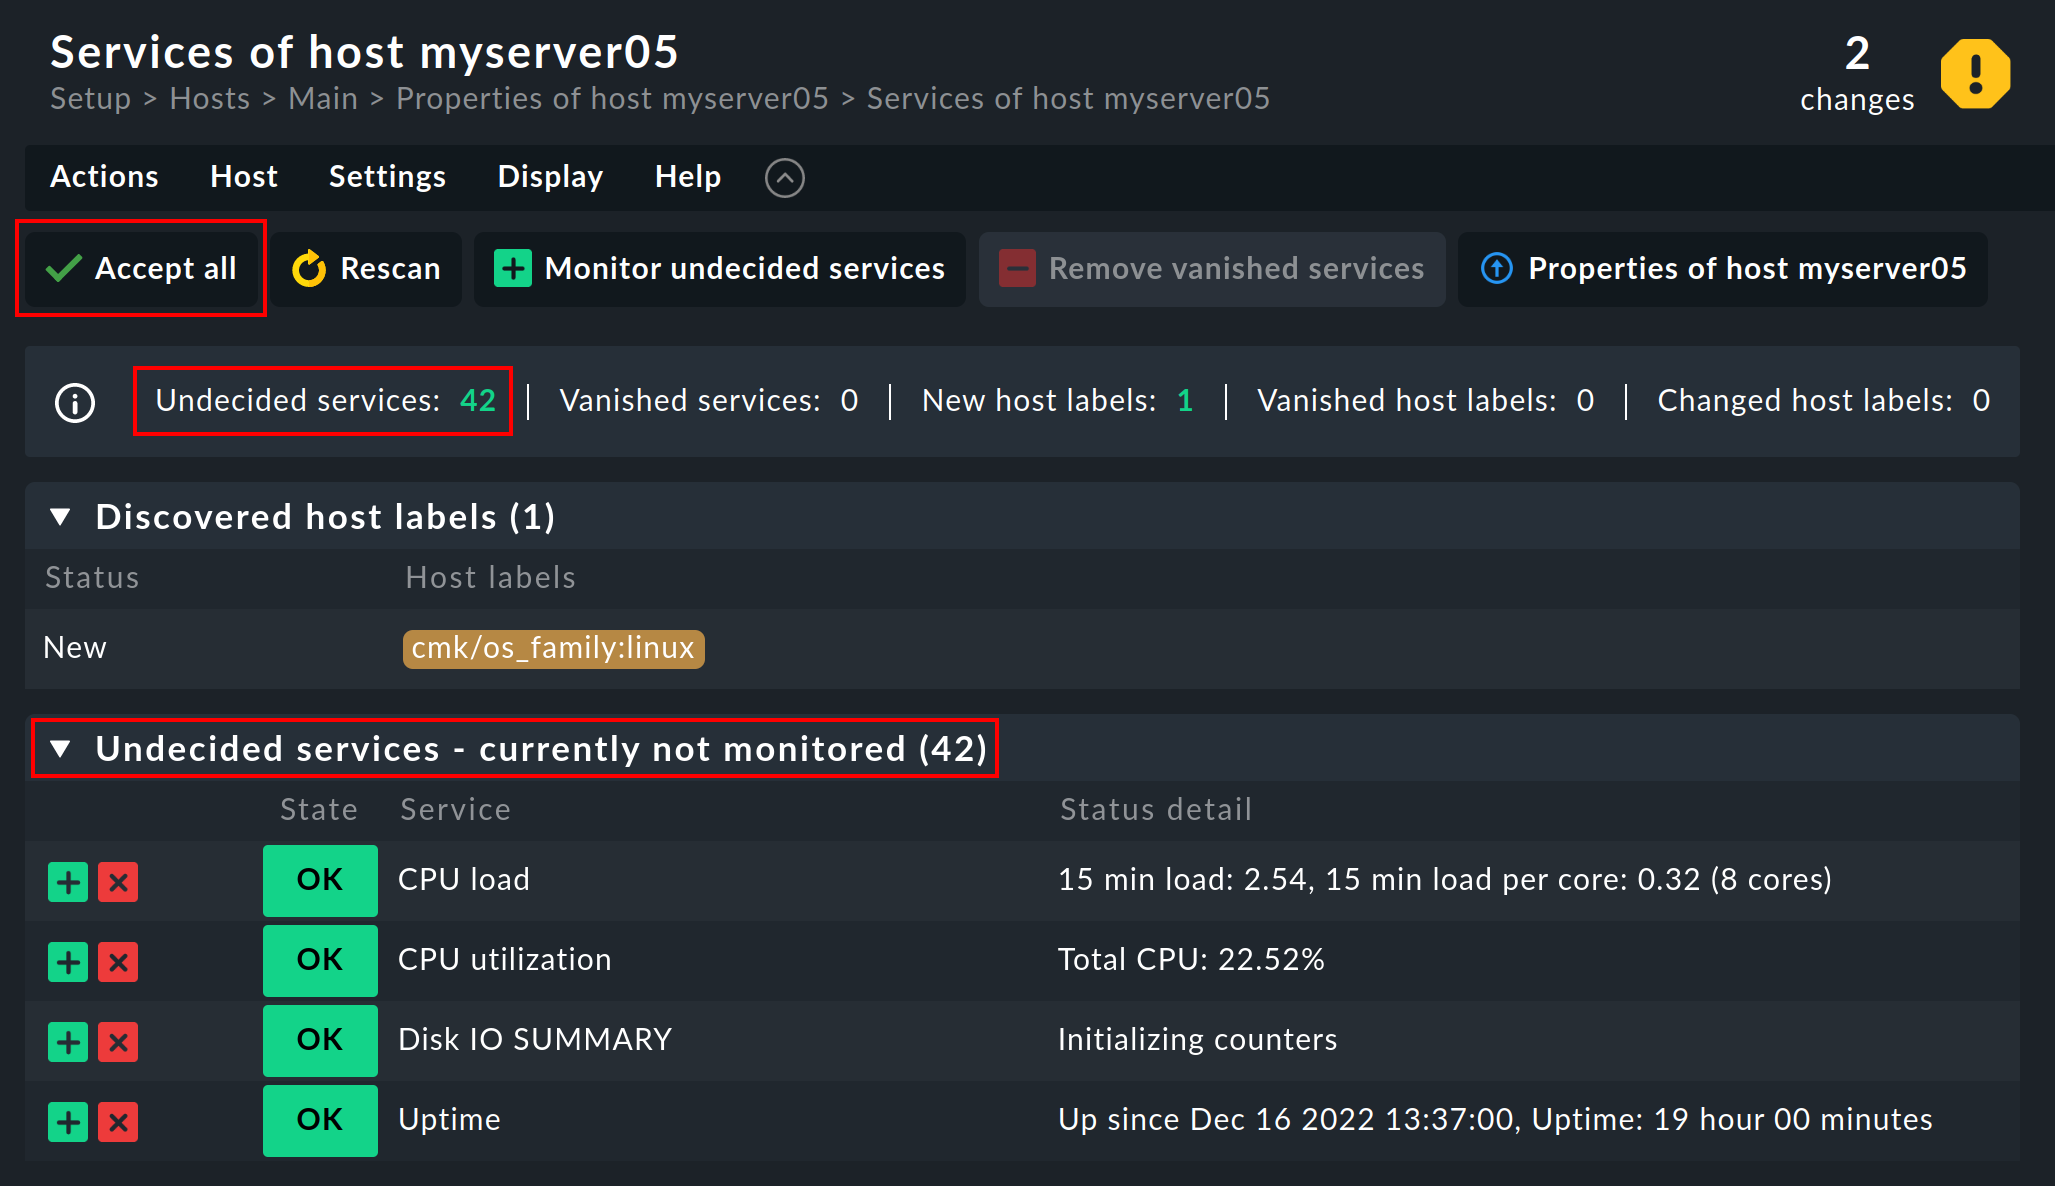 Services of host myserver05
2
changes
Setup > Hosts > Main > Properties of host myserver05 > Services of host myserver05
Actions Host Settings Display Help
Accept all Rescan Monitor undecided services Remove vanished services Properties of host myserver05
Undecided services: 42 | Vanished services: 0 | New host labels: 1 | Vanished host labels: 0 | Changed host labels: 0
Discovered host labels (1)
Status Host labels
New cmk/os_family:linux
Undecided services - currently not monitored (42)
State Service Status detail
OK CPU load 15 min load: 2.54, 15 min load per core: 0.32 (8 cores)
OK CPU utilization Total CPU: 22.52%
OK Disk IO SUMMARY Initializing counters
OK Uptime Up since Dec 16 2022 13:37:00, Uptime: 19 hour 00 minutes